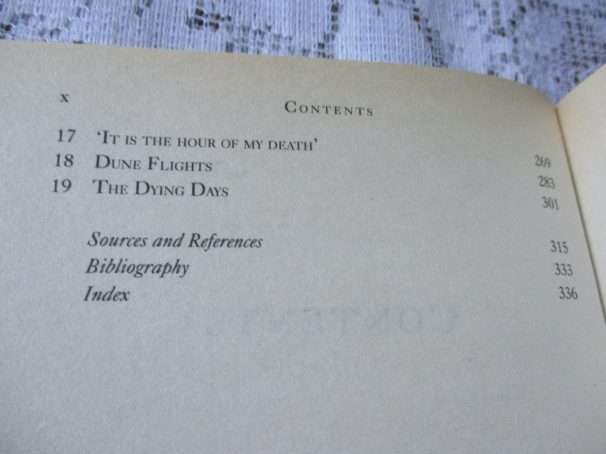 x CONTENTS
17 ‘IT IS THE HOUR OF MY DEATH’ 269
18 DUNE FLIGHTS 283
19 THE DYING DAYS 301
Sources and References 315
Bibliography 333
Index 336